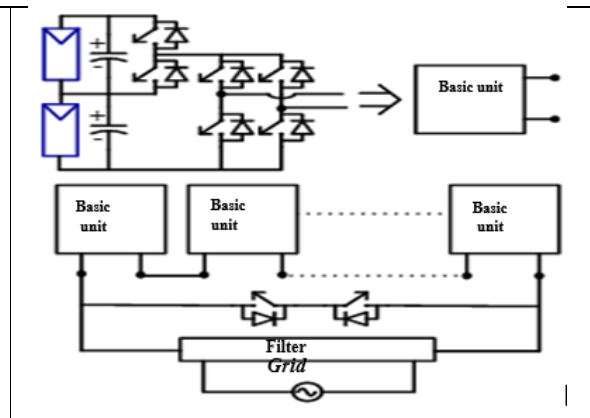 +
-
+
-
Basic unit
Basic
unit
Basic
unit
Basic
unit
Filter
Grid